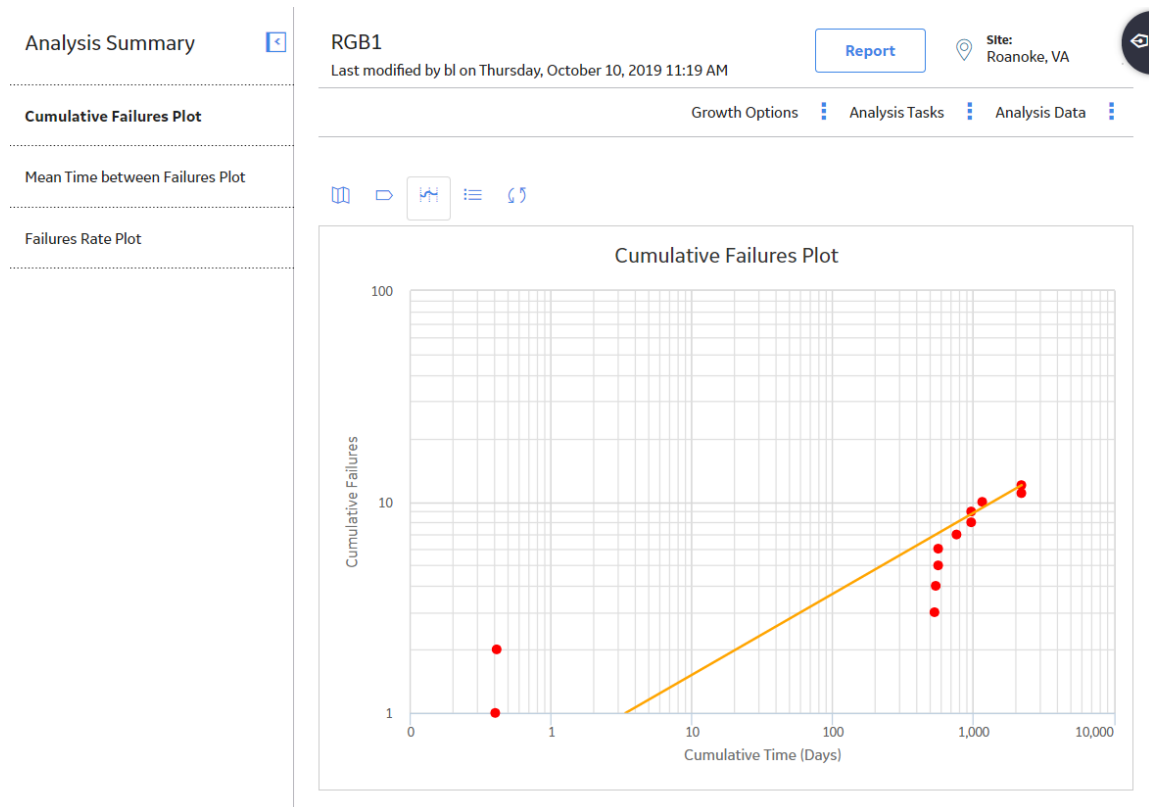 Analysis Summary
Cumulative Failures Plot
Mean Time between Failures Plot
Failures Rate Plot
RGB1
Last modified by bl on Thursday, October 10, 2019 11:19 AM
Report
Site:
Roanoke, VA
Growth Options
Analysis Tasks
Analysis Data
Cumulative Failures Plot
100
10
1
Cumulative Failures
0
1
10
100
1,000
10,000
Cumulative Time (Days)